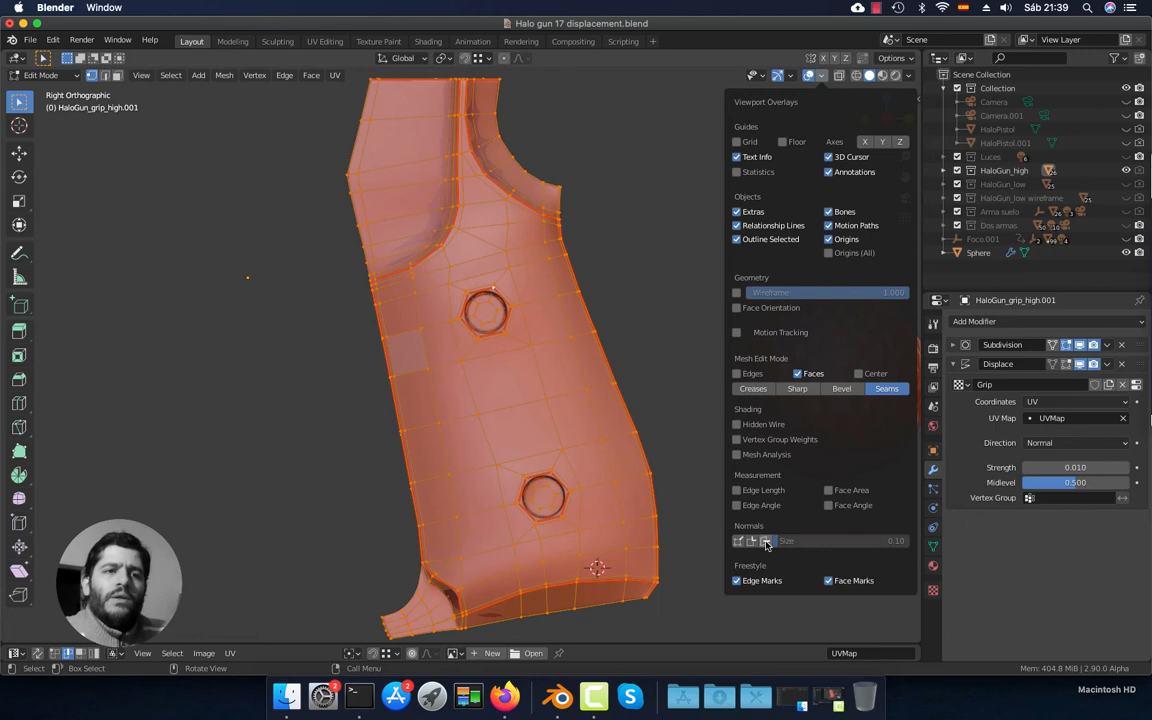 Blender Window
Sáb 21:39
Halo gun 17 displacement.blend
File Edit Render Window Help
Layout Modeling Sculpting UV Editing Texture Paint Shading Animation Rendering Compositing Scripting
Scene View Layer
Global X Y Z Options
Edit Mode View Select Add Mesh Vertex Edge Face UV
Right Orthographic
(0) HaloGun_grip_high.001
Viewport Overlays
Guides
Grid Floor Axes X Y Z
Text Info 3D Cursor
Statistics Annotations
Objects
Extras Bones
Relationship Lines Motion Paths
Outline Selected Origins
Origins (All)
Geometry
Wireframe 1.000
Face Orientation
Motion Tracking
Mesh Edit Mode
Edges Faces Center
Creases Sharp Bevel Seams
Shading
Hidden Wire
Vertex Group Weights
Mesh Analysis
Measurement
Edge Length Face Area
Edge Angle Face Angle
Normals
Size 0.10
Freestyle
Edge Marks Face Marks
Scene Collection
Collection
Camera
Camera.001
HaloPistol
HaloPistol.001
Luces 6
HaloGun_high 26
HaloGun_low 25
HaloGun_low wireframe 25
Arma suelo
Dos armas
Foco.001
Sphere
HaloGun_grip_high.001
Add Modifier
Subdivision
Displace
Grip
Coordinates UV
UV Map UVMap
Direction Normal
Strength 0.010
Midlevel 0.500
Vertex Group
View Select Image UV New Open UVMap
Select Box Select Rotate View Call Menu Mem: 404.8 MiB | 2.90.0 Alpha
2 2
Macintosh HD